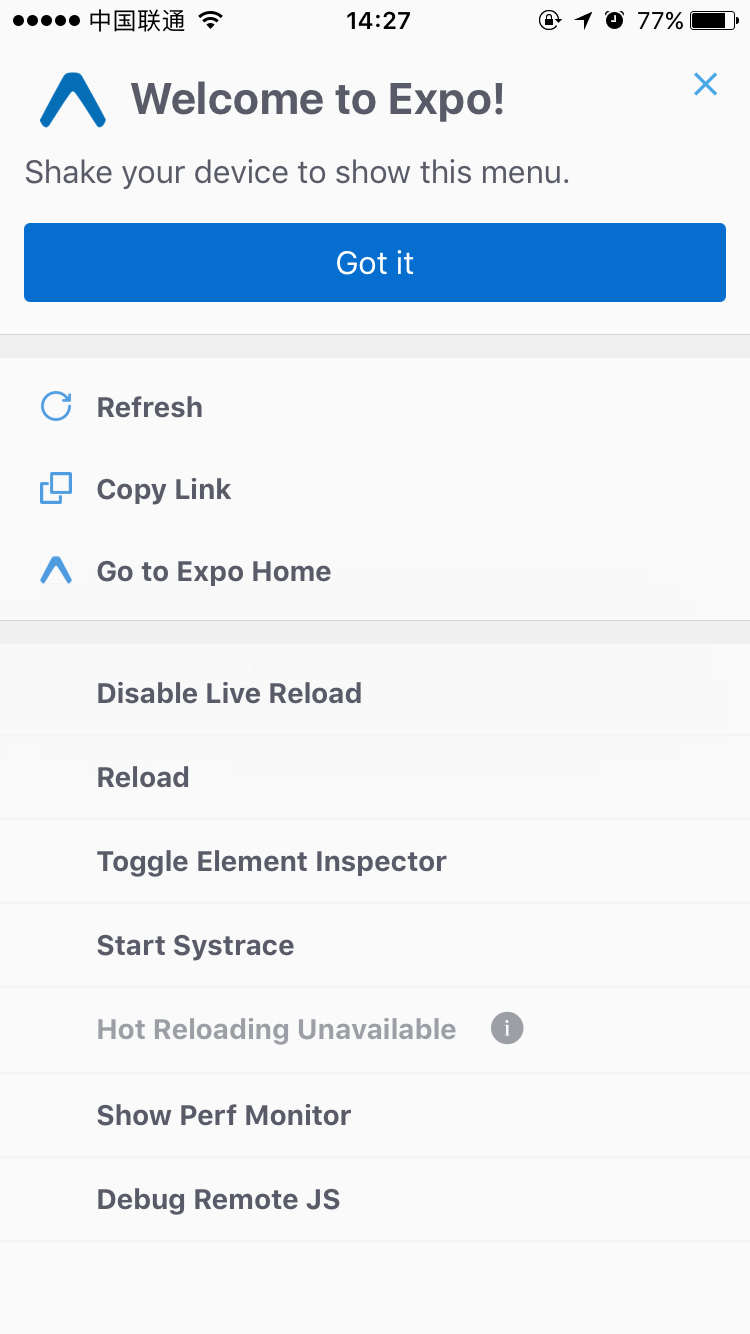 中国联通 14:27 77%
Welcome to Expo!
Shake your device to show this menu.
Got it
Refresh
Copy Link
Go to Expo Home
Disable Live Reload
Reload
Toggle Element Inspector
Start Systrace
Hot Reloading Unavailable i
Show Perf Monitor
Debug Remote JS